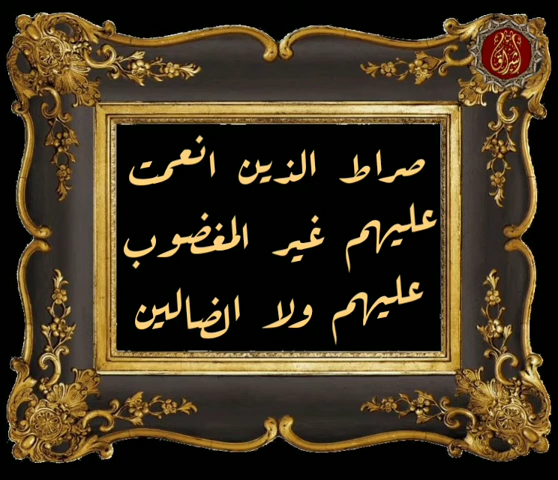 صراط الذين انعمت
عليهم غير المغضوب
عليهم ولا الضالين